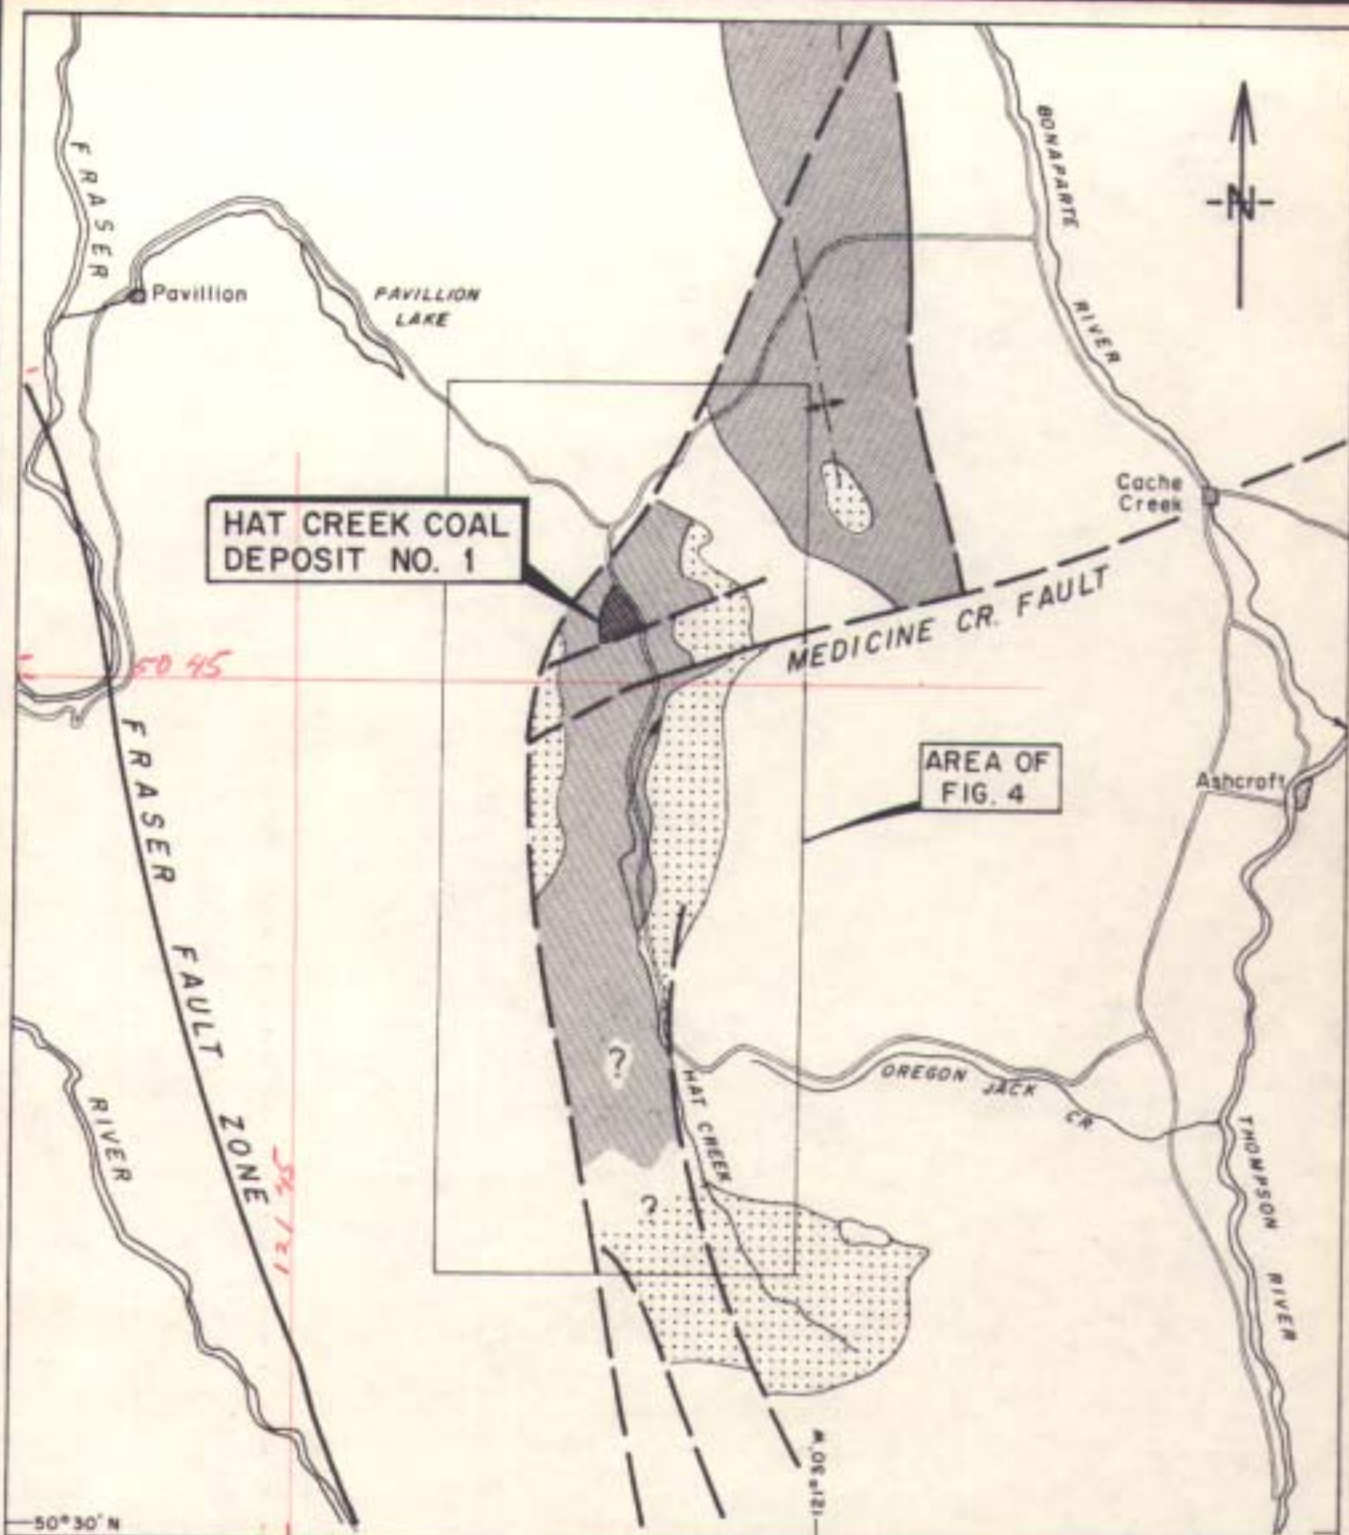 FRASER
BONAPARTE
RIVER
N
Pavillion
PAVILLION
LAKE
HAT CREEK COAL
DEPOSIT NO. 1
Cache
Creek
MEDICINE CR. FAULT
50 45
FRASER FAULT ZONE
AREA OF
FIG. 4
Ashcroft
?
HAT CREEK
OREGON JACK CR.
RIVER
THOMPSON RIVER
121 45
?
121°30' W
50°30' N